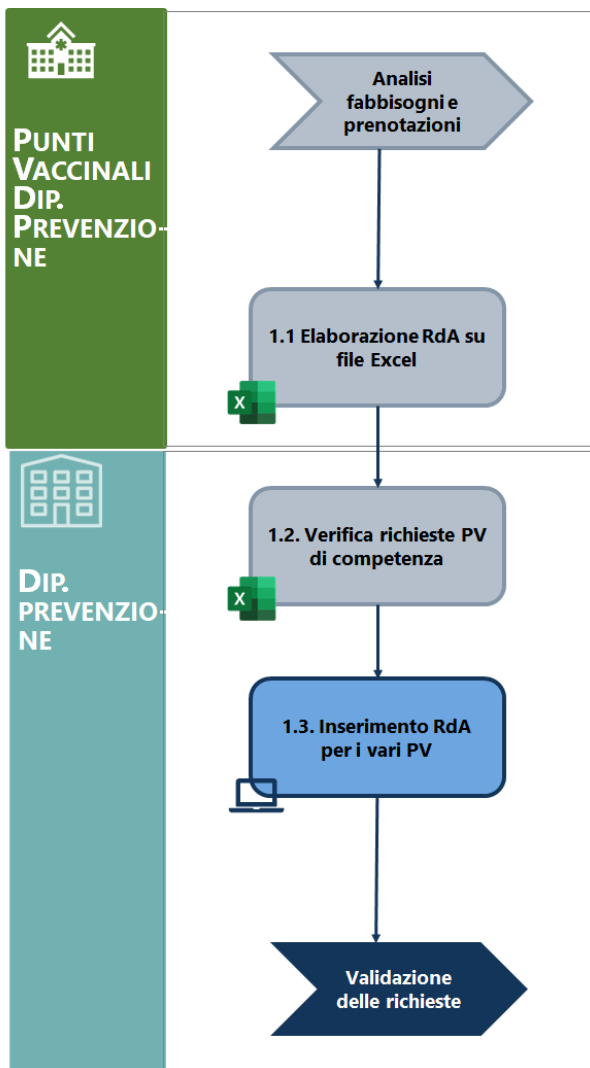 Analisi
fabbisogni e
prenotazioni
PUNTI
VACCINALI
DIP.
PREVENZIO-
NE
1.1 Elaborazione RdA su
file Excel
X
1.2. Verifica richieste PV
di competenza
X
DIP.
PREVENZIO-
NE
1.3. Inserimento RdA
per i vari PV
Validazione
delle richieste